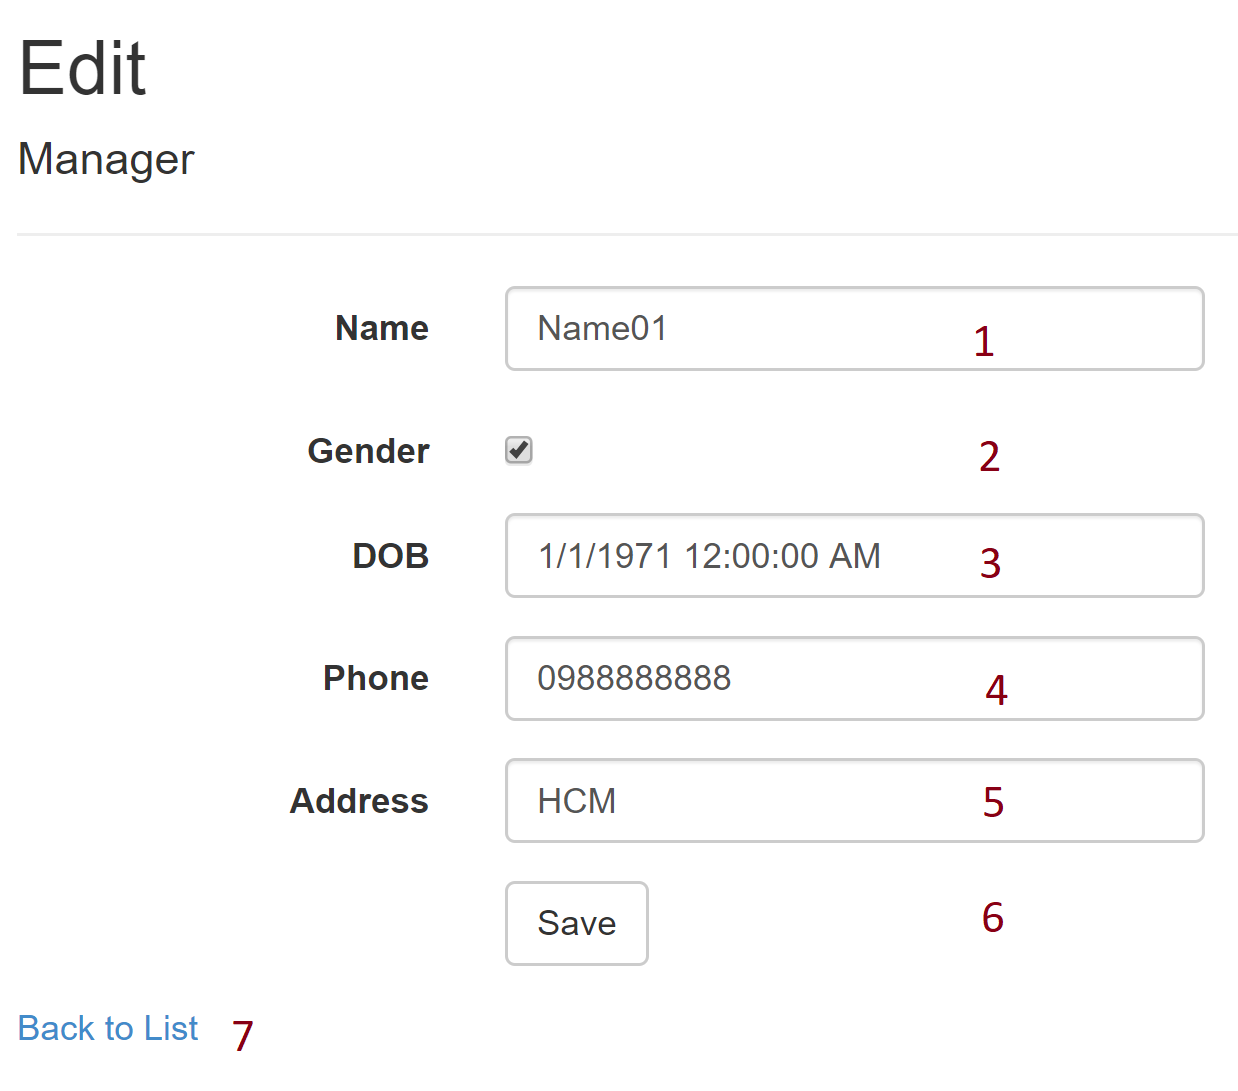 Edit
Manager
Name Name01 1
Gender 2
DOB 1/1/1971 12:00:00 AM 3
Phone 0988888888 4
Address HCM 5
Save 6
Back to List 7